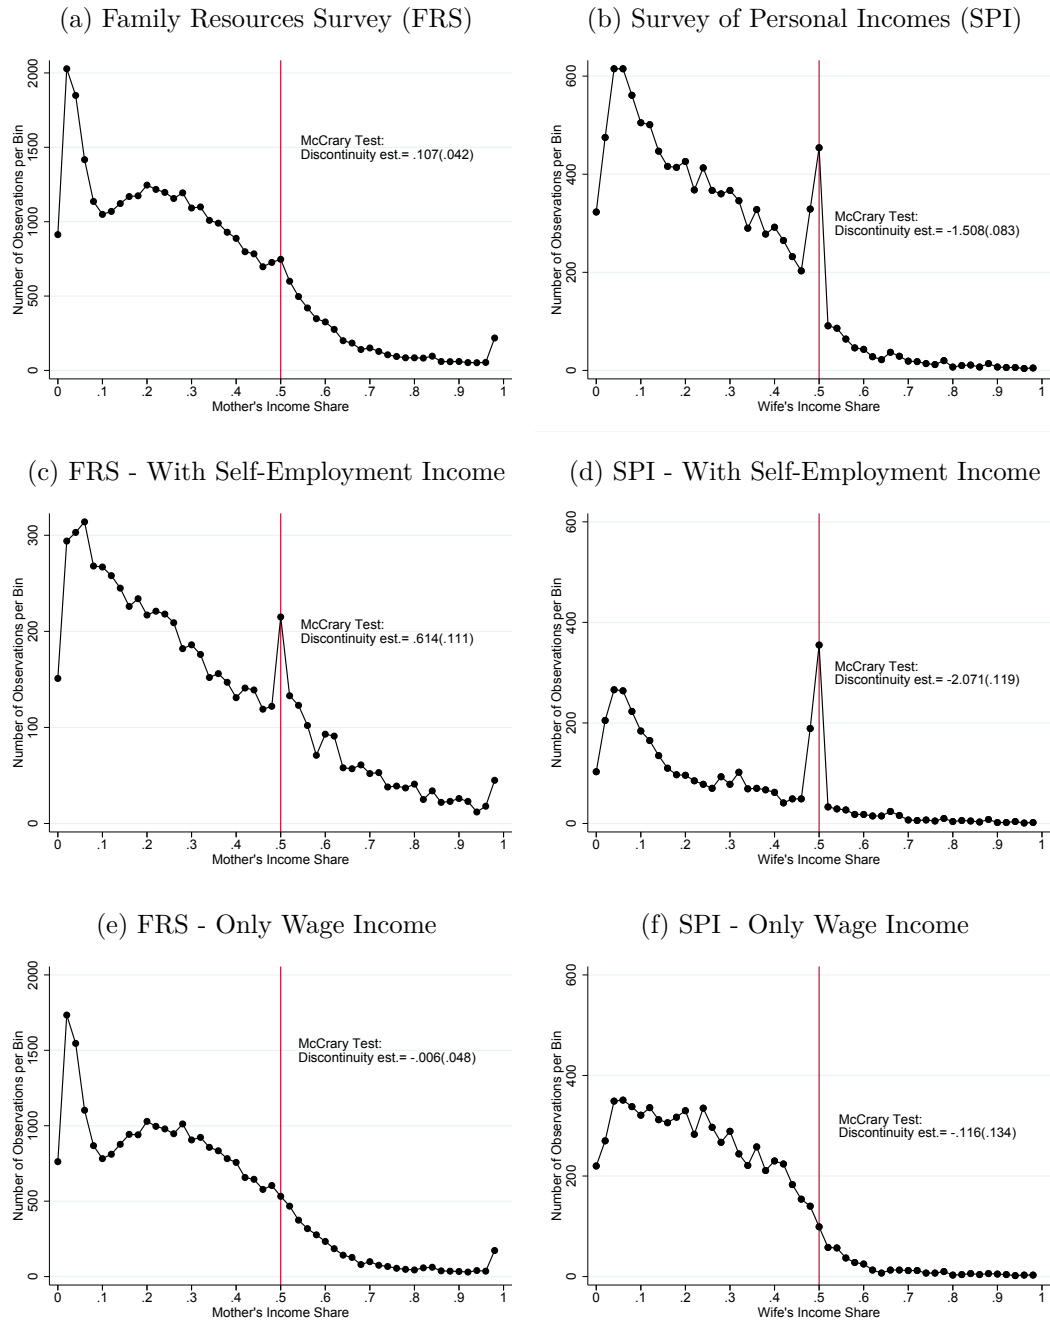 (a) Family Resources Survey (FRS)
Number of Observations per Bin
2000
1500
1000
500
0
McCrary Test:
Discontinuity est.= .107(.042)
0 .1 .2 .3 .4 .5 .6 .7 .8 .9 1
Mother's Income Share
(b) Survey of Personal Incomes (SPI)
Number of Observations per Bin
600
400
200
0
McCrary Test:
Discontinuity est.= -1.508(.083)
0 .1 .2 .3 .4 .5 .6 .7 .8 .9 1
Wife's Income Share
(c) FRS - With Self-Employment Income
Number of Observations per Bin
300
200
100
0
McCrary Test:
Discontinuity est.= .614(.111)
0 .1 .2 .3 .4 .5 .6 .7 .8 .9 1
Mother's Income Share
(d) SPI - With Self-Employment Income
Number of Observations per Bin
600
400
200
0
McCrary Test:
Discontinuity est.= -2.071(.119)
0 .1 .2 .3 .4 .5 .6 .7 .8 .9 1
Wife's Income Share
(e) FRS - Only Wage Income
Number of Observations per Bin
2000
1500
1000
500
0
McCrary Test:
Discontinuity est.= -.006(.048)
0 .1 .2 .3 .4 .5 .6 .7 .8 .9 1
Mother's Income Share
(f) SPI - Only Wage Income
Number of Observations per Bin
600
400
200
0
McCrary Test:
Discontinuity est.= -.116(.134)
0 .1 .2 .3 .4 .5 .6 .7 .8 .9 1
Wife's Income Share